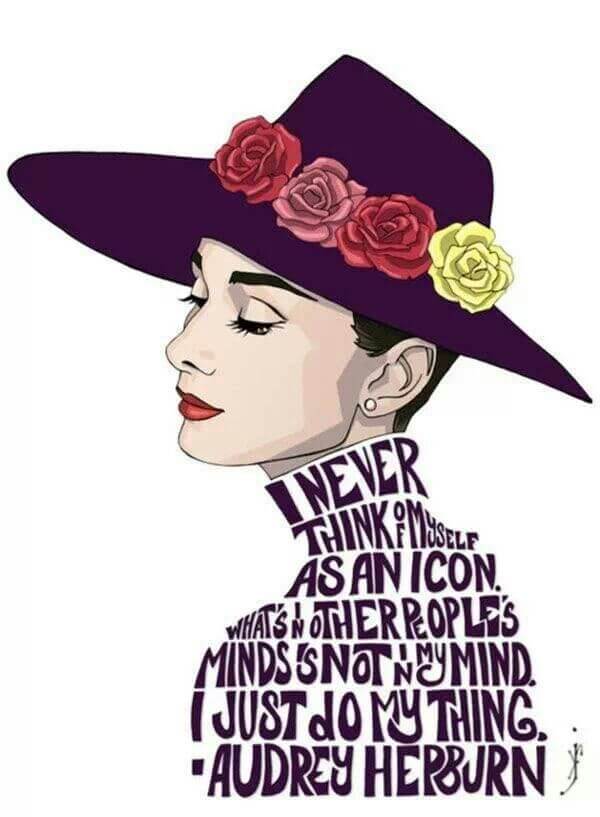 I NEVER
THINK OF MYSELF
AS AN ICON.
WHAT'S IN OTHER PEOPLE'S
MINDS IS NOT IN MY MIND.
I JUST dO MY THING.
- AUDREY HEPBURN